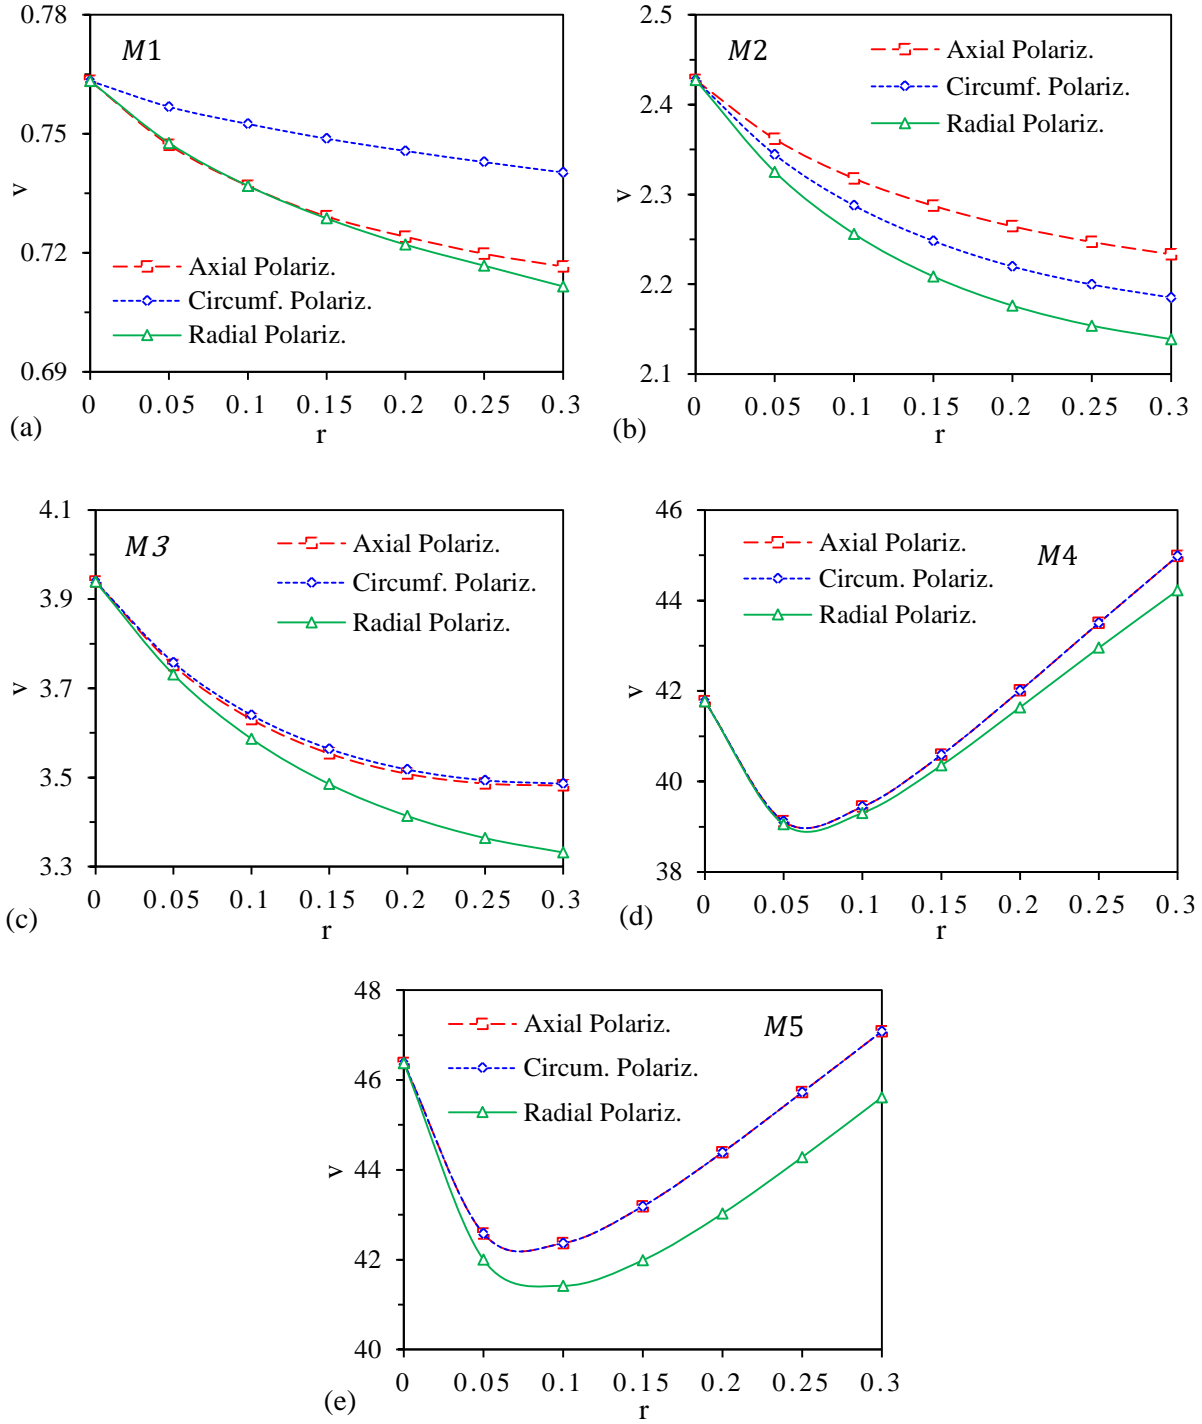 M1
0.78
0.75
0.72
0.69
v
Axial Polariz.
Circumf. Polariz.
Radial Polariz.
0 0.05 0.1 0.15 0.2 0.25 0.3
r
(a)
M2
2.5
2.4
2.3
2.2
2.1
v
Axial Polariz.
Circumf. Polariz.
Radial Polariz.
0 0.05 0.1 0.15 0.2 0.25 0.3
r
(b)
M3
4.1
3.9
3.7
3.5
3.3
v
Axial Polariz.
Circumf. Polariz.
Radial Polariz.
0 0.05 0.1 0.15 0.2 0.25 0.3
r
(c)
M4
46
44
42
40
38
v
Axial Polariz.
Circum. Polariz.
Radial Polariz.
0 0.05 0.1 0.15 0.2 0.25 0.3
r
(d)
M5
48
46
44
42
40
v
Axial Polariz.
Circum. Polariz.
Radial Polariz.
0 0.05 0.1 0.15 0.2 0.25 0.3
r
(e)